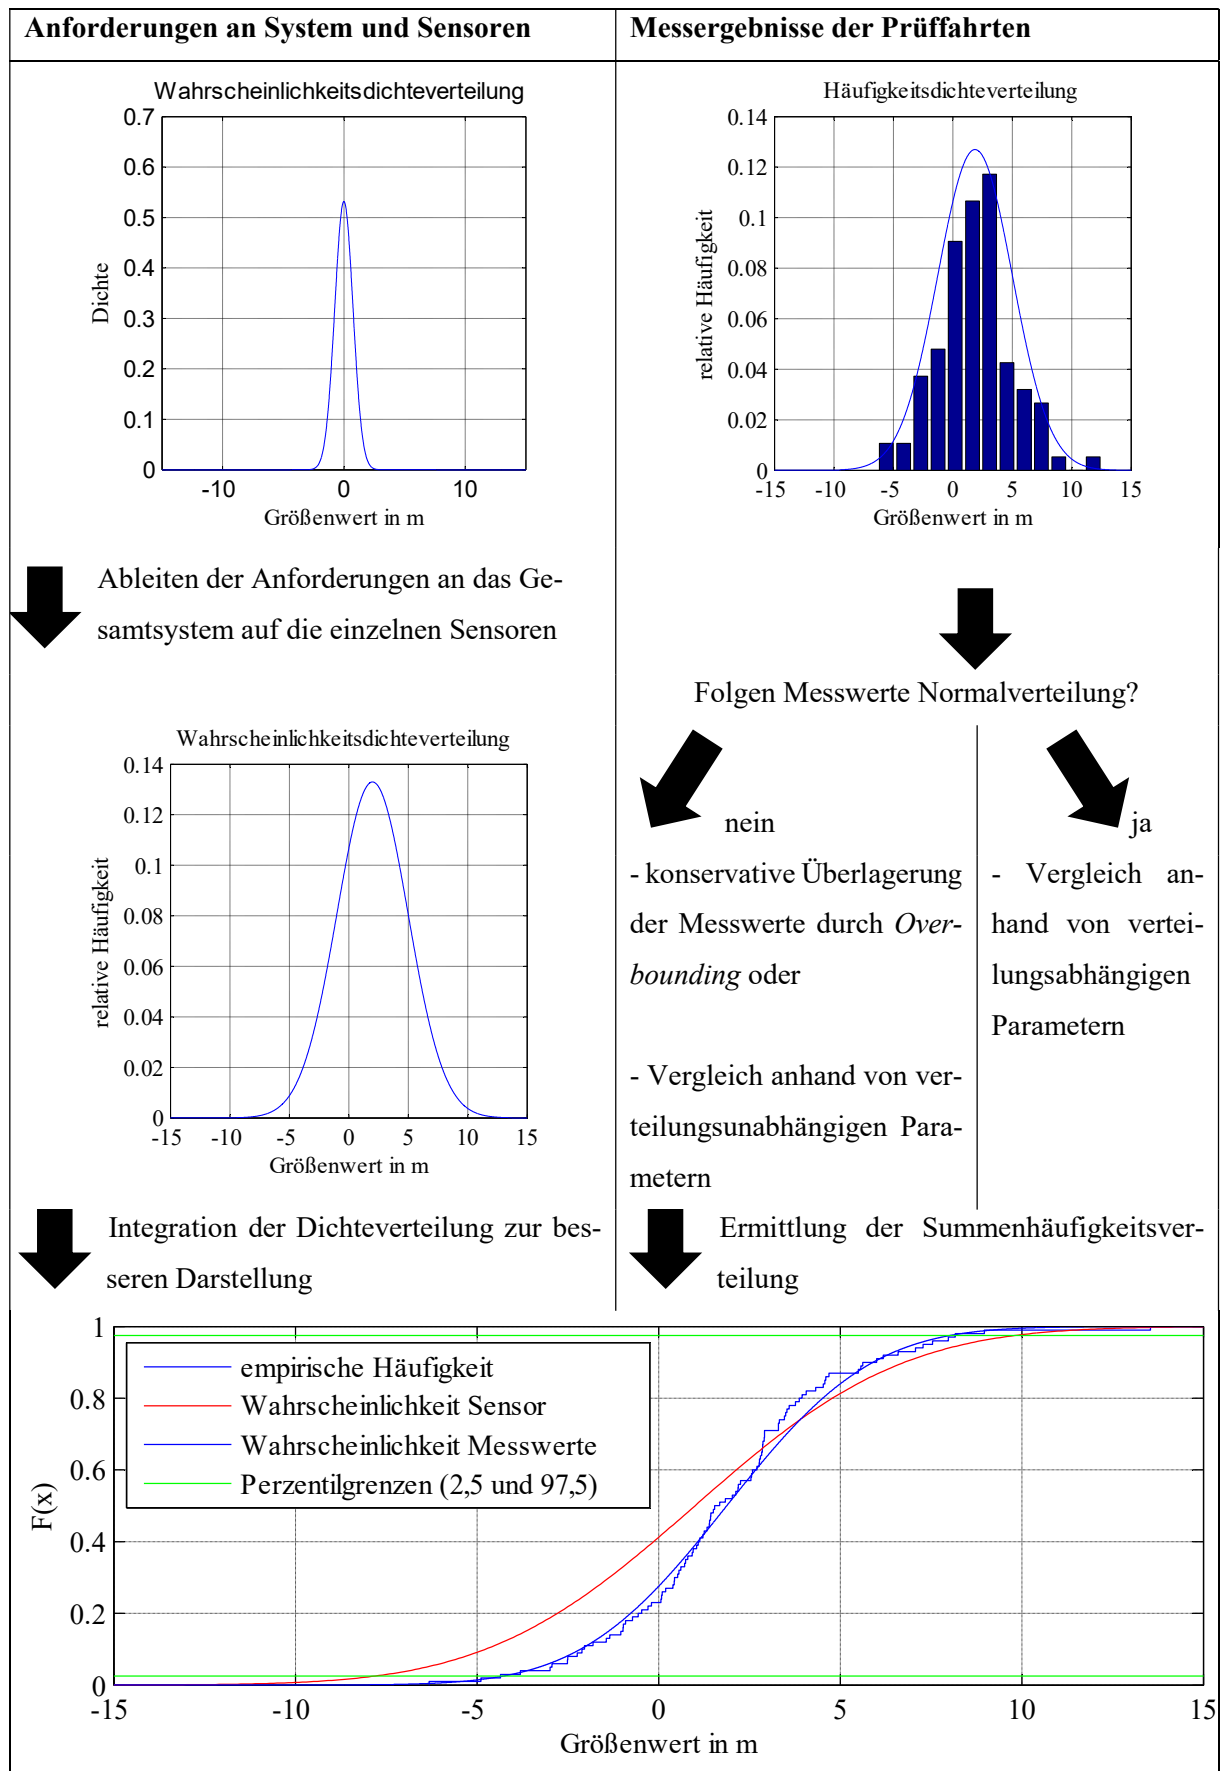 Anforderungen an System und Sensoren
Messergebnisse der Prüffahrten
Wahrscheinlichkeitsdichteverteilung
0.7
0.6
0.5
0.4
0.3
0.2
0.1
0
Dichte
-10 0 10
Größenwert in m
Häufigkeitsdichteverteilung
0.14
0.12
0.1
0.08
0.06
0.04
0.02
0
relative Häufigkeit
-15 -10 -5 0 5 10 15
Größenwert in m
Ableiten der Anforderungen an das Ge-
samtsystem auf die einzelnen Sensoren
Wahrscheinlichkeitsdichteverteilung
0.14
0.12
0.1
0.08
0.06
0.04
0.02
0
relative Häufigkeit
-15 -10 -5 0 5 10 15
Größenwert in m
Folgen Messwerte Normalverteilung?
nein
- konservative Überlagerung
der Messwerte durch Over-
bounding oder
- Vergleich anhand von ver-
teilungsunabhängigen Para-
metern
ja
- Vergleich an-
hand von vertei-
lungsabhängigen
Parametern
Integration der Dichteverteilung zur bes-
seren Darstellung
Ermittlung der Summenhäufigkeitsver-
teilung
1
0.8
0.6
0.4
0.2
0
F(x)
empirische Häufigkeit
Wahrscheinlichkeit Sensor
Wahrscheinlichkeit Messwerte
Perzentilgrenzen (2,5 und 97,5)
-15 -10 -5 0 5 10 15
Größenwert in m